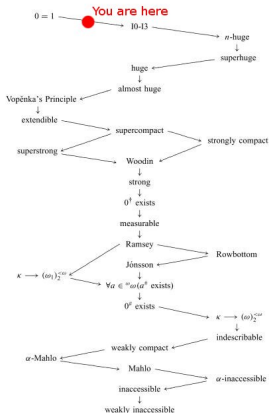 You are here
0 = 1
I0-I3
n-huge
superhuge
huge
almost huge
Vopěnka's Principle
extendible
supercompact
strongly compact
superstrong
Woodin
strong
0† exists
measurable
Ramsey
Rowbottom
κ ⟶ (ω₁)₂^<ω
Jónsson
∀a ∈ ^ωω(a^# exists)
0^# exists
κ ⟶ (ω)₂^<ω
indescribable
weakly compact
α-Mahlo
Mahlo
α-inaccessible
inaccessible
weakly inaccessible